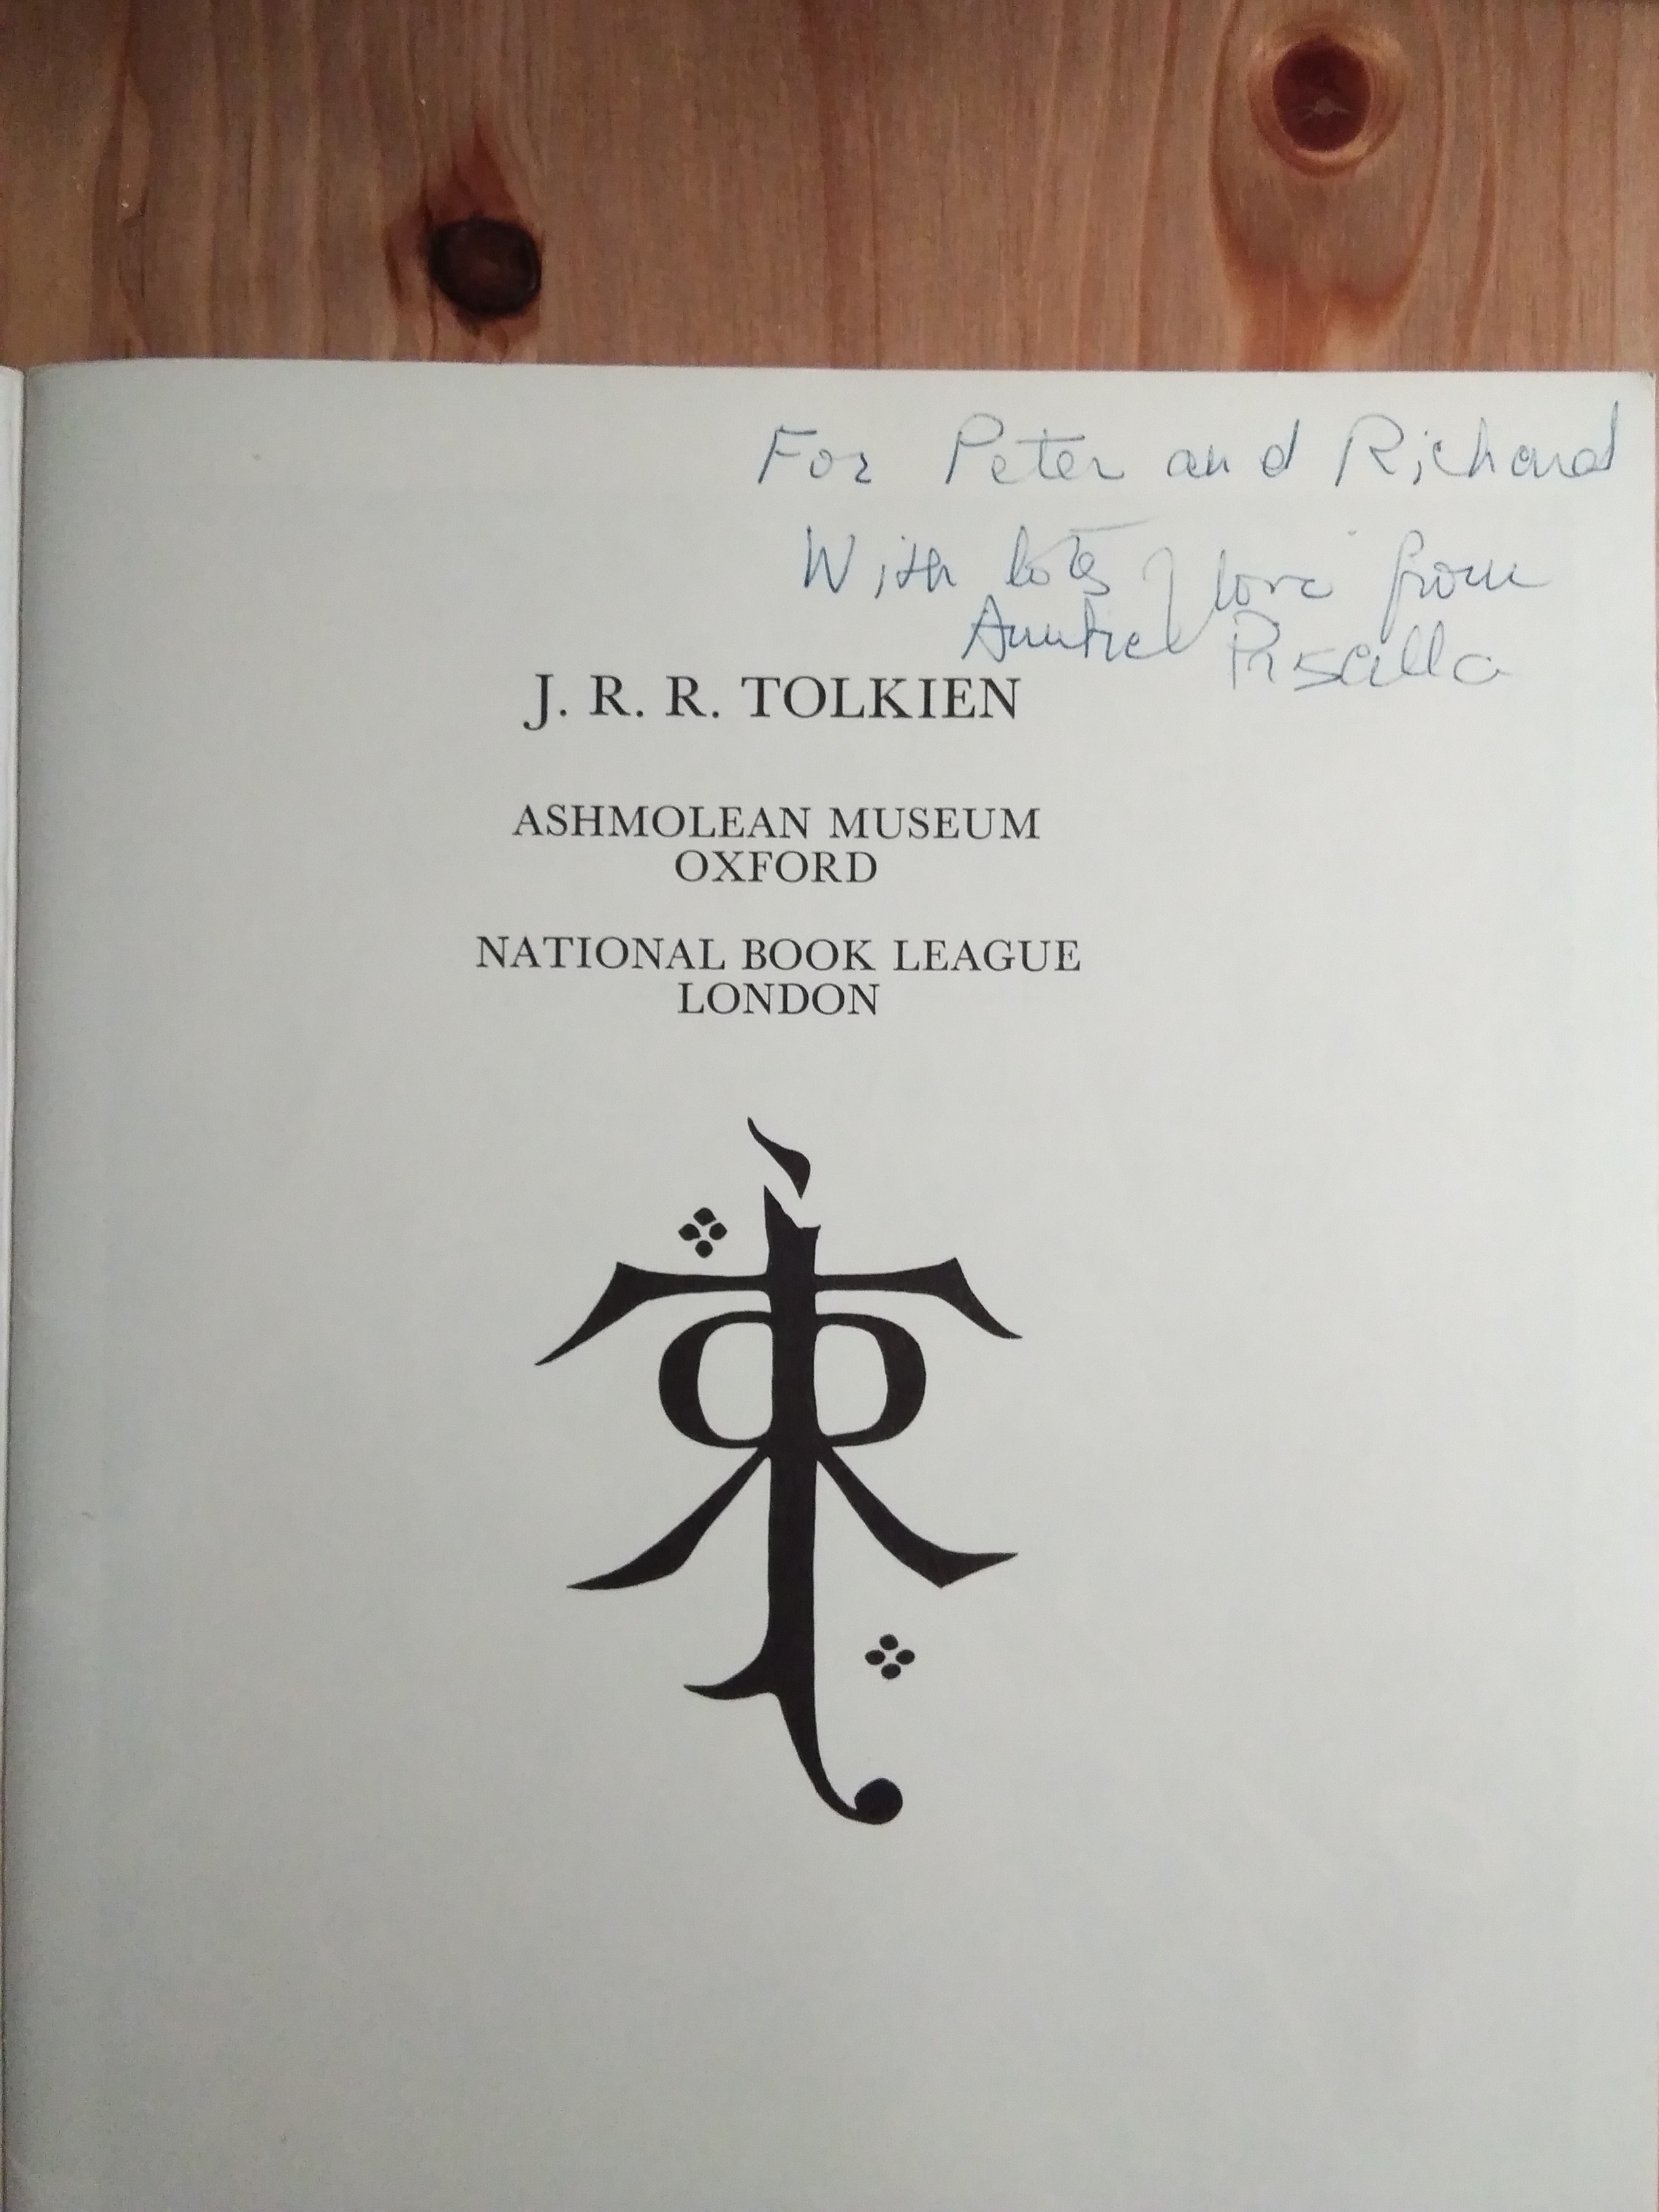 For Peter and Richard
With lots of love from
Auntie Priscilla
J. R. R. TOLKIEN
ASHMOLEAN MUSEUM
OXFORD
NATIONAL BOOK LEAGUE
LONDON